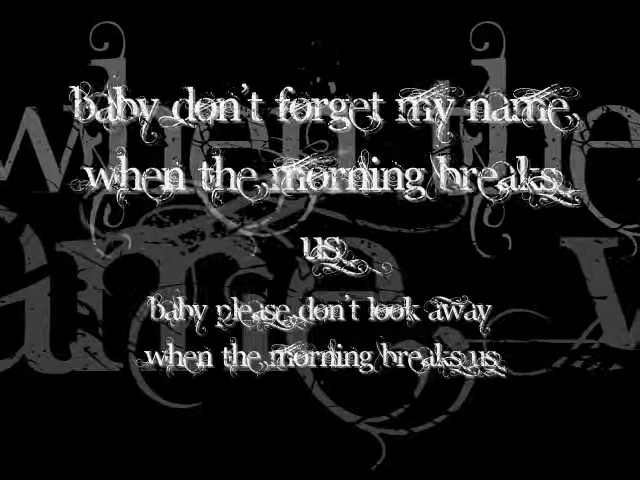 baby don't forget my name
when the morning breaks
us
baby please don't look away
when the morning breaks us